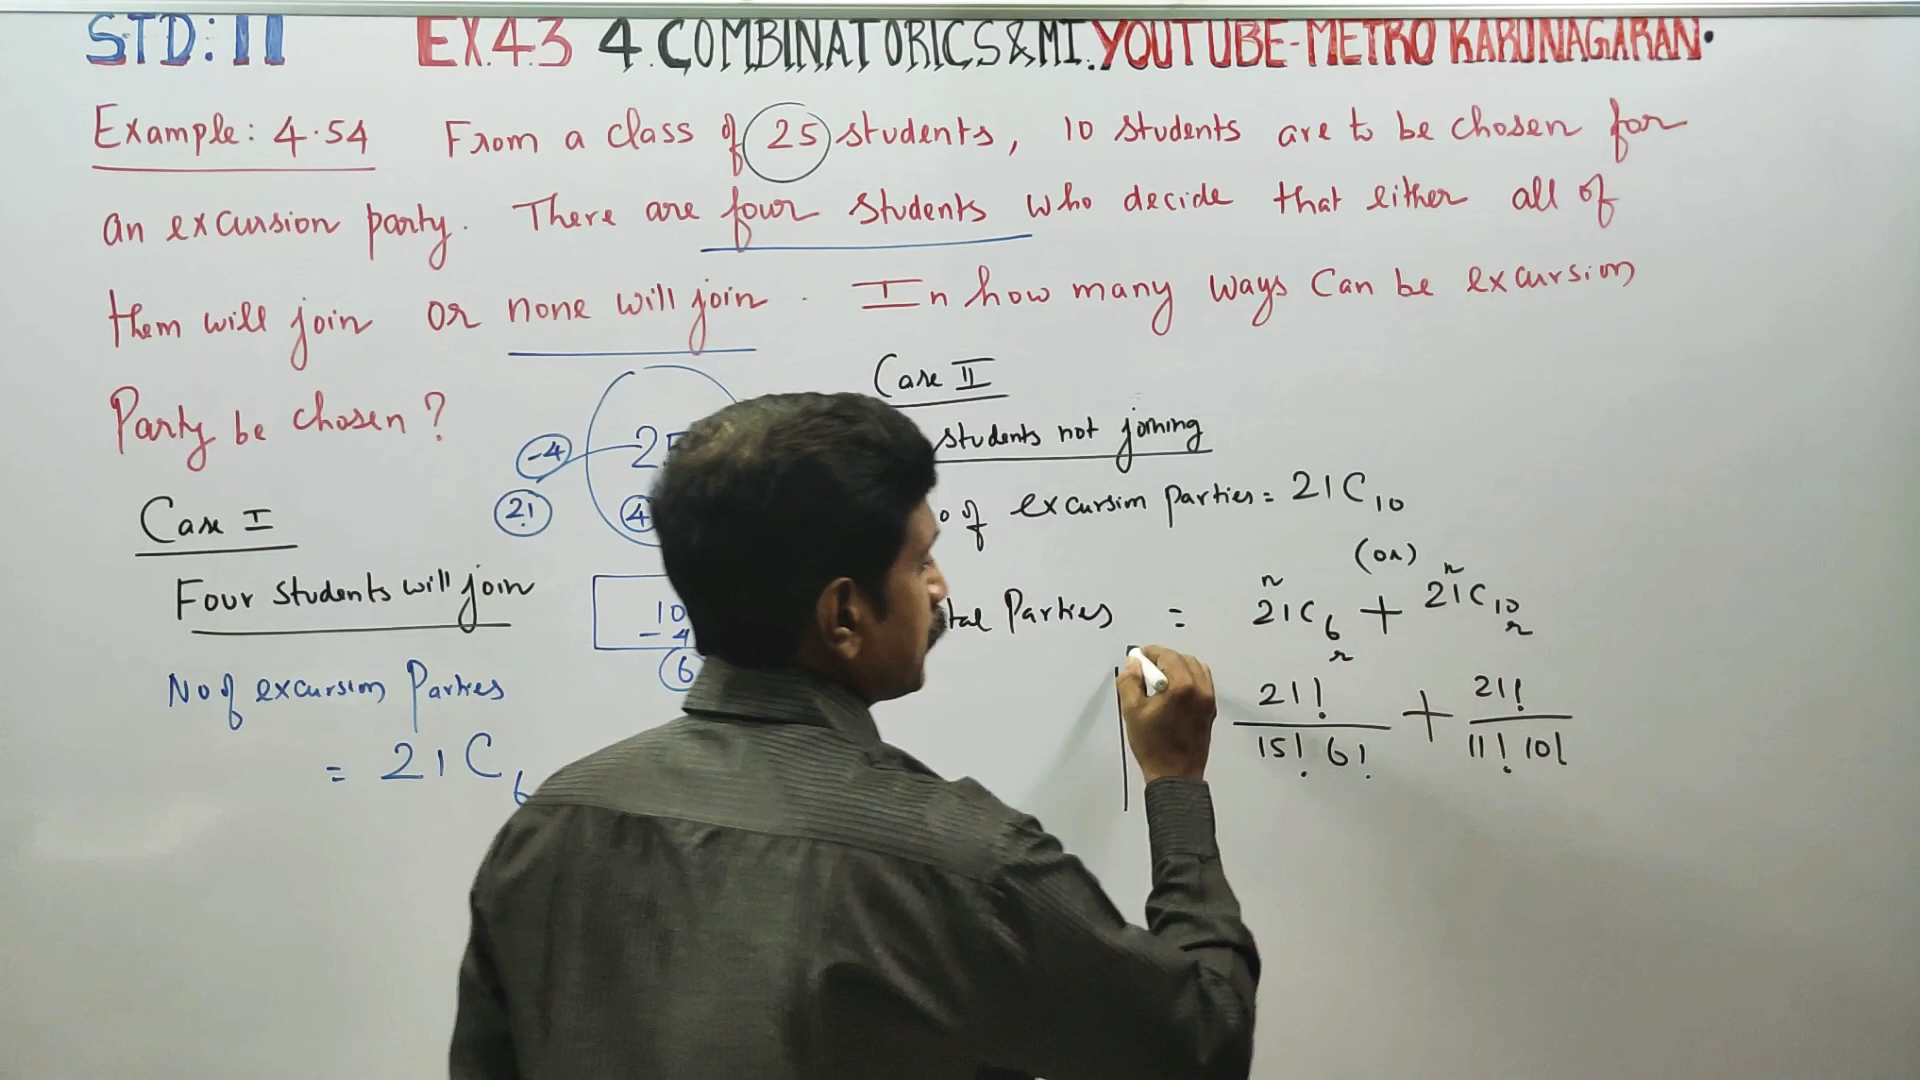 STD: 11 EX.4.3 4. COMBINATORICS & MI. YOUTUBE-METRO KARUNAGARAN.
Example: 4.54 From a class of 25 students, 10 students are to be chosen for
an excursion party. There are four students who decide that either all of
them will join or none will join. In how many ways Can be excursion
Party be chosen?
-4
21
4
Case I
Four students will join
10
- 4
6
No of excursion Parties
= 21C6
Case II
students not joining
of excursion parties = 21C10
(or)
Parties = 21C6 + 21C10
n n
r r
21!/15! 6! + 21!/11! 10!